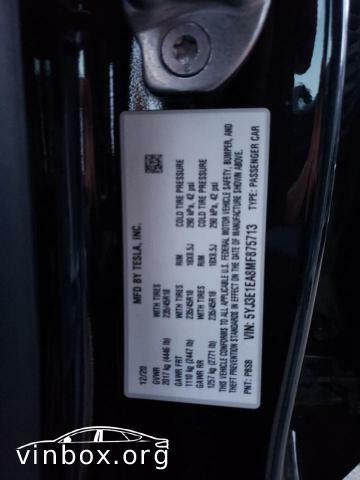 MFD BY TESLA, INC.
12/20
GVWR WITH TIRES RIM COLD TIRE PRESSURE
2017 kg (4446 lb) 235/45R18 18X8.5J 290 kPa, 42 psi
GAWR FRT WITH TIRES RIM COLD TIRE PRESSURE
1110 kg (2447 lb) 235/45R18 18X8.5J 290 kPa, 42 psi
GAWR RR
1257 kg (2771 lb)
THIS VEHICLE CONFORMS TO ALL APPLICABLE U.S. FEDERAL MOTOR VEHICLE SAFETY, BUMPER, AND
THEFT PREVENTION STANDARDS IN EFFECT ON THE DATE OF MANUFACTURE SHOWN ABOVE.
VIN: 5YJ3E1EA8MF875713
PNT: PBSB TYPE: PASSENGER CAR
vinbox.org